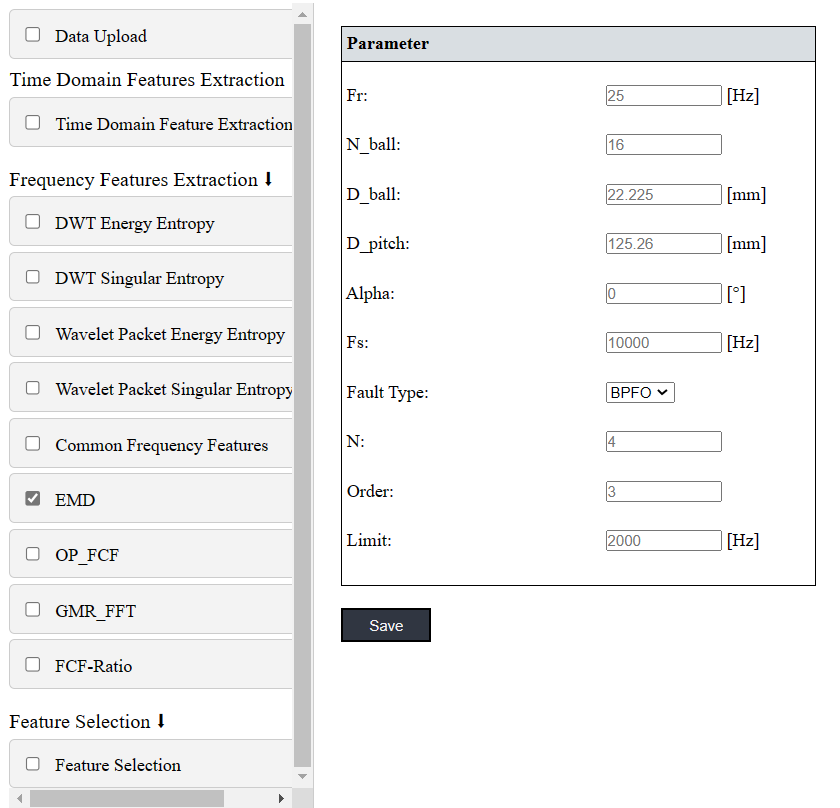 Data Upload
Time Domain Features Extraction
Time Domain Feature Extraction
Frequency Features Extraction ⬇
DWT Energy Entropy
DWT Singular Entropy
Wavelet Packet Energy Entropy
Wavelet Packet Singular Entropy
Common Frequency Features
EMD
OP_FCF
GMR_FFT
FCF-Ratio
Feature Selection ⬇
Feature Selection
Parameter
Fr: 25 [Hz]
N_ball: 16
D_ball: 22.225 [mm]
D_pitch: 125.26 [mm]
Alpha: 0 [°]
Fs: 10000 [Hz]
Fault Type: BPFO
N: 4
Order: 3
Limit: 2000 [Hz]
Save